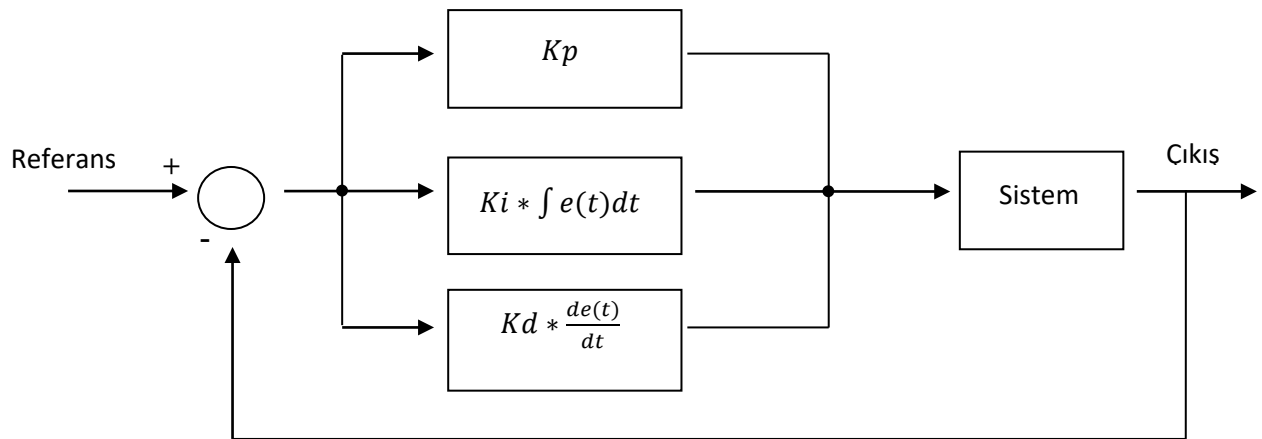 Kp
Referans
+
-
Ki * ∫ e(t)dt
Kd * de(t)/dt
Sistem
Çıkış